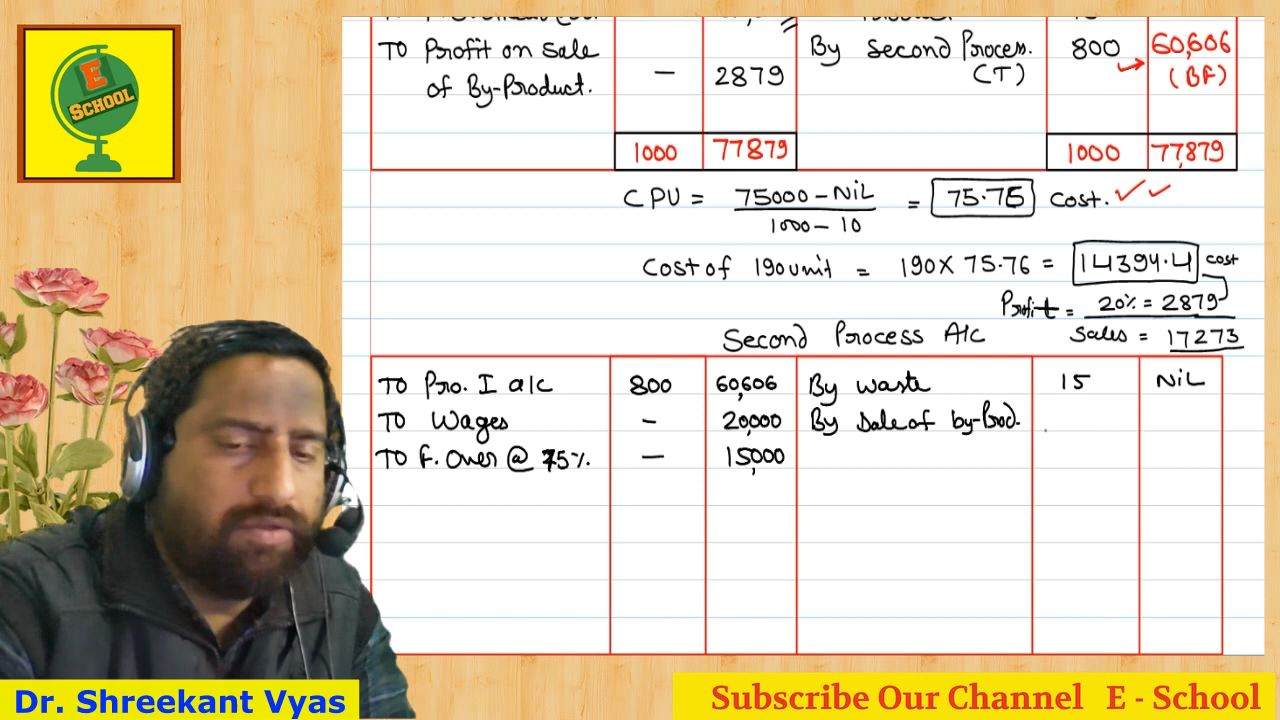 E
SCHOOL
TO Profit on Sale
of By-Product.
—
2879
By Second Process.
(T)
800
60,606
(BF)
1000
77879
1000
77,879
CPU = 75000 - NiL
1000 - 10
= 75.75 Cost.
Cost of 190 unit = 190 X 75.76 = 14394.4 cost
Profit = 20% = 2879
Sales = 17273
Second Process A/C
TO Pro. I a/c
800
60,606
By waste
15
NiL
TO Wages
-
20,000
By Sale of by-Prod.
TO F. Over @ 75%.
—
15,000
Dr. Shreekant Vyas
Subscribe Our Channel E - School